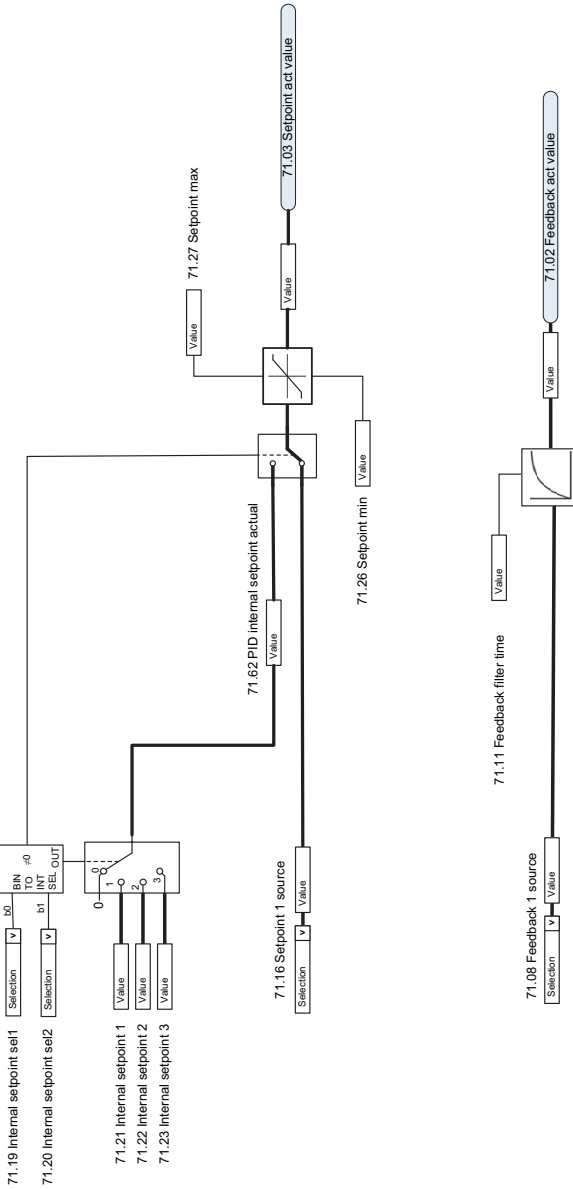 71.19 Internal setpoint sel1
Selection v
b0
71.20 Internal setpoint sel2
Selection v
b1
BIN
TO
INT
SEL
≠0
OUT
0
0
71.21 Internal setpoint 1
Value
1
71.22 Internal setpoint 2
Value
2
71.23 Internal setpoint 3
Value
3
71.62 PID internal setpoint actual
Value
71.16 Setpoint 1 source
Selection v Value
71.27 Setpoint max
Value
71.26 Setpoint min
Value
Value
71.03 Setpoint act value
71.11 Feedback filter time
Value
71.08 Feedback 1 source
Selection v Value
Value
71.02 Feedback act value